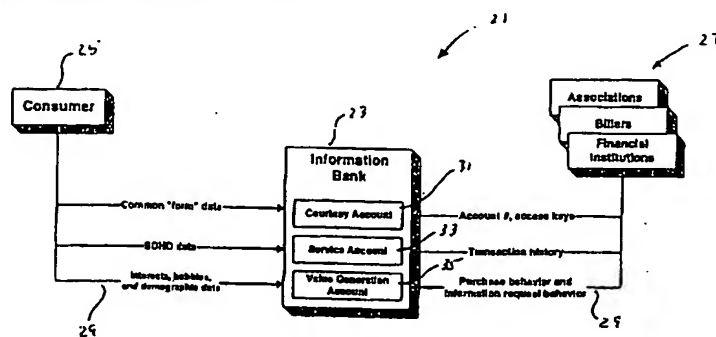 21
25
27
Consumer
Associations
Billers
Financial
Institutions
23
Information
Bank
31
Common "form" data
Courtesy Account
Account #, access keys
33
SOHO data
Service Account
Transaction history
35
Interests, hobbies,
and demographic data
Value Generation
Account
Purchase behavior and
information request behavior
29
29